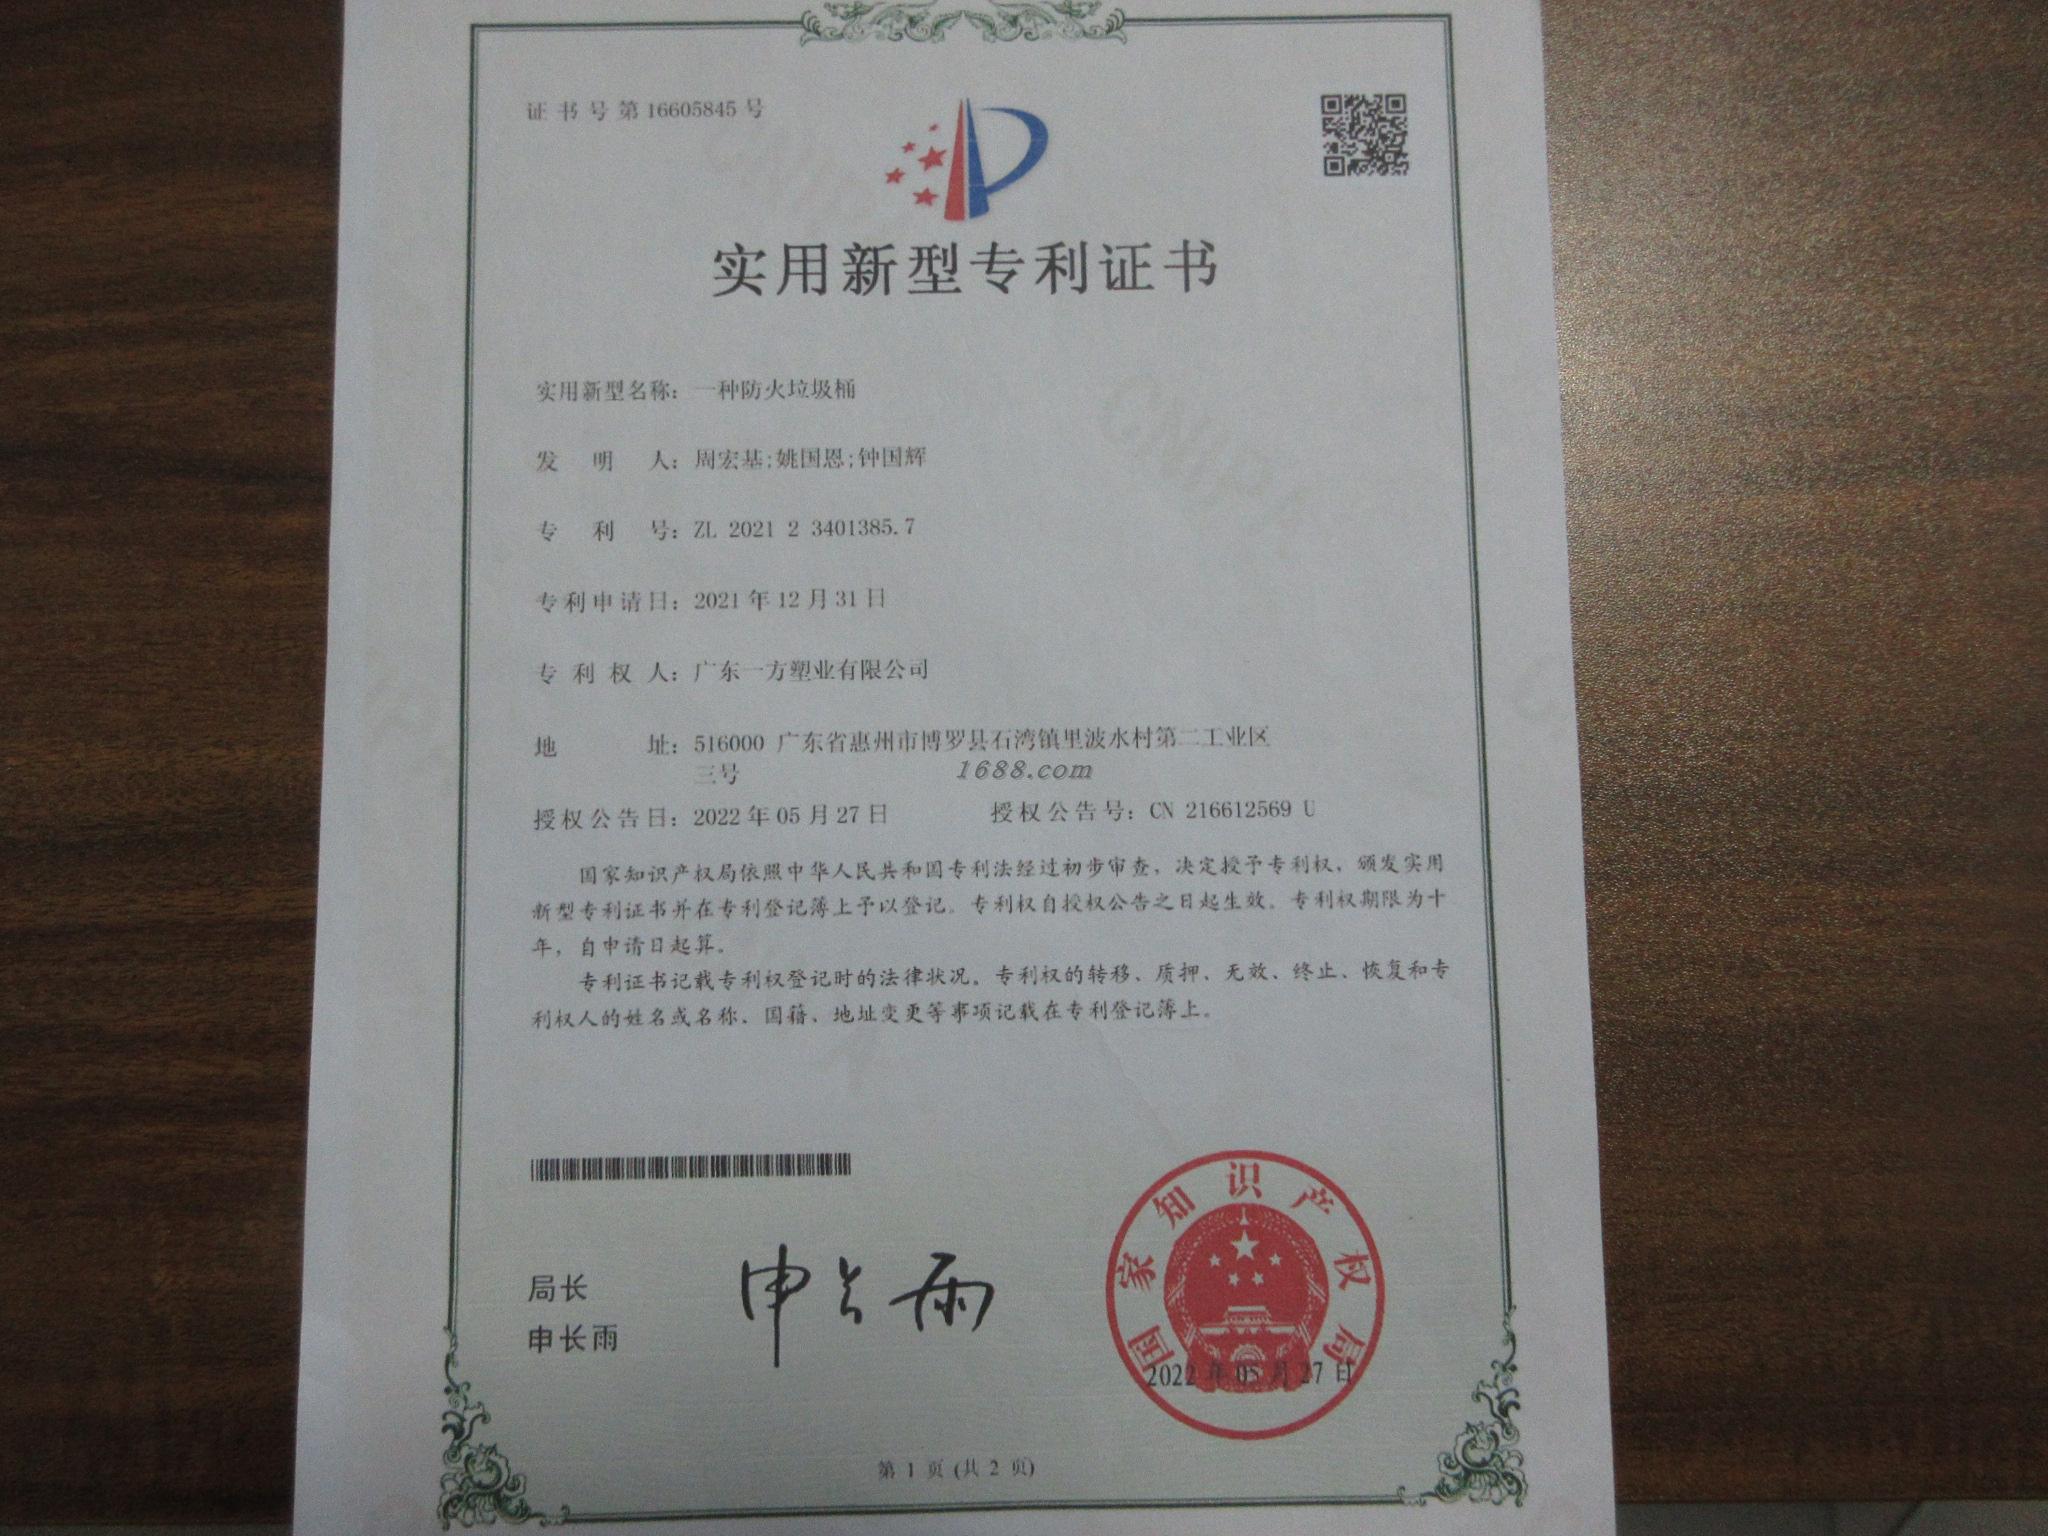 证书号第16605845号
实用新型专利证书
实用新型名称：一种防火垃圾桶
发明人：周宏基;姚国恩;钟国辉
专利号：ZL 2021 2 3401385.7
专利申请日：2021年12月31日
专利权人：广东一方塑业有限公司
地址：516000 广东省惠州市博罗县石湾镇里波水村第二工业区
三号
1688.com
授权公告日：2022年05月27日 授权公告号：CN 216612569 U
国家知识产权局依照中华人民共和国专利法经过初步审查，决定授予专利权，颁发实用
新型专利证书并在专利登记簿上予以登记。专利权自授权公告之日起生效。专利权期限为十
年，自申请日起算。
专利证书记载专利权登记时的法律状况。专利权的转移、质押、无效、终止、恢复和专
利权人的姓名或名称、国籍、地址变更等事项记载在专利登记簿上。
局长
申长雨
申长雨
国家知识产权局
2022年05月27日
第 1 页 (共 2 页)